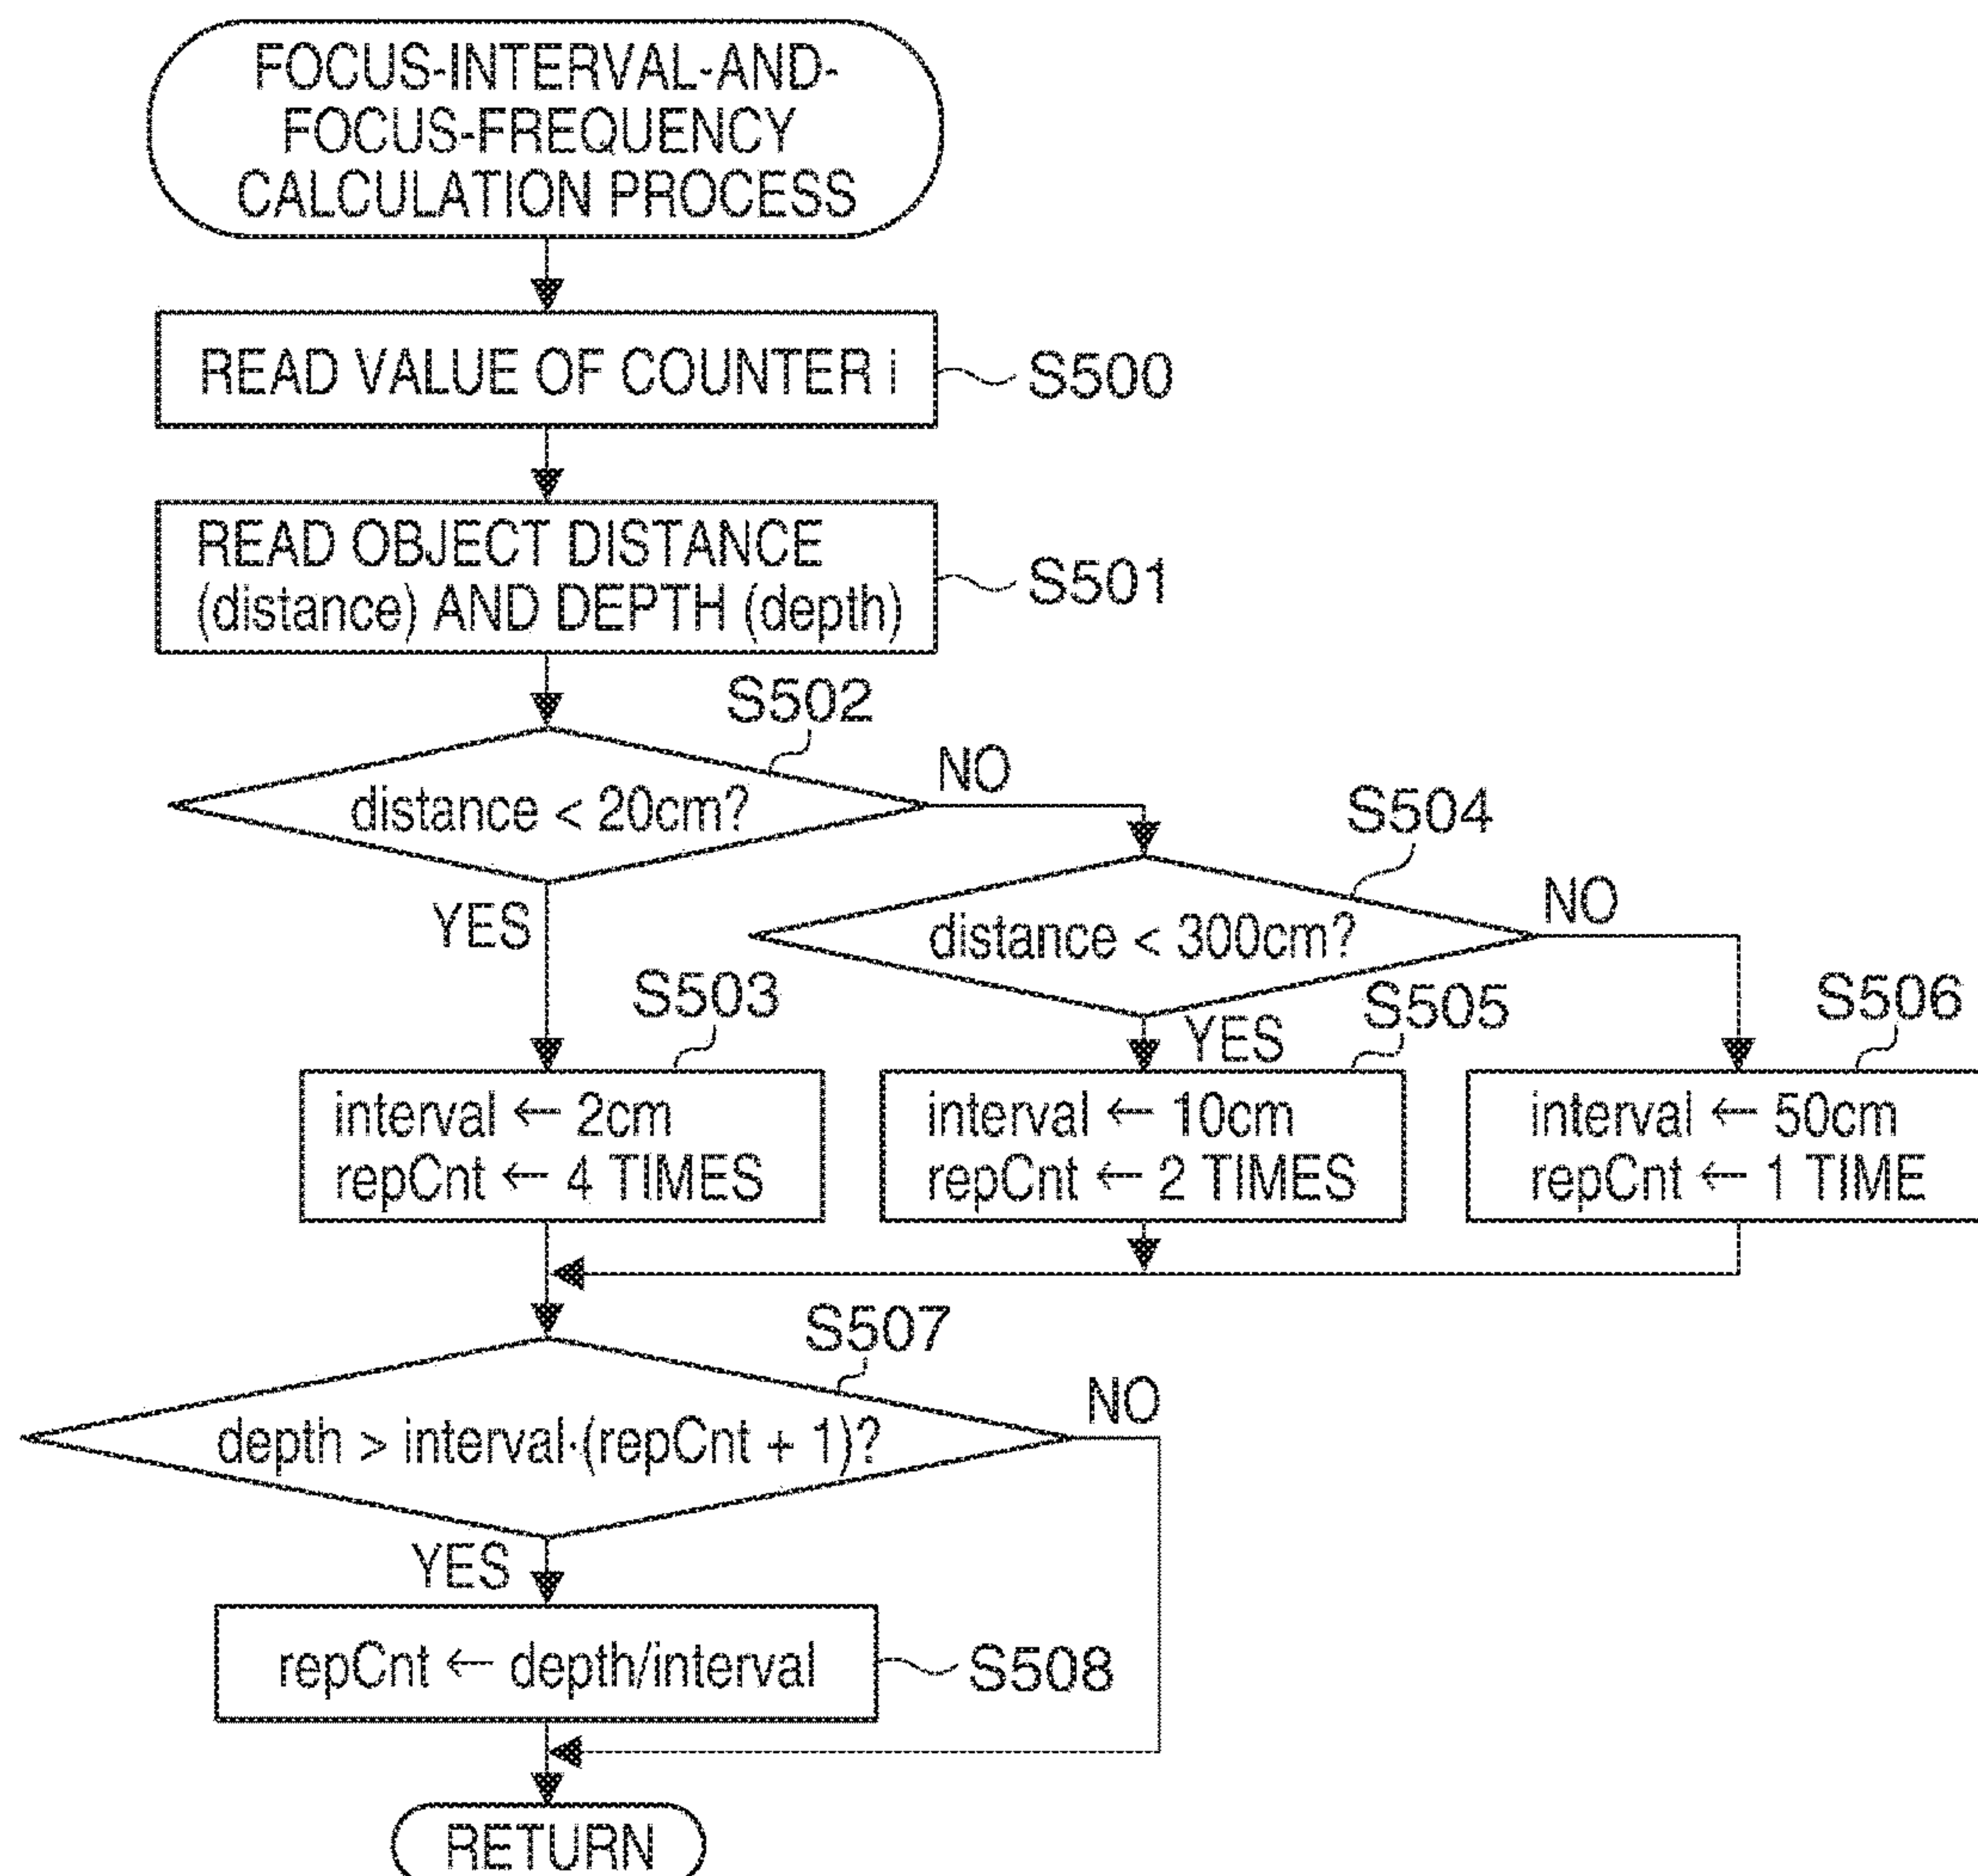 FOCUS-INTERVAL-AND-
FOCUS-FREQUENCY
CALCULATION PROCESS
READ VALUE OF COUNTER i
S500
READ OBJECT DISTANCE
(distance) AND DEPTH (depth)
S501
S502
distance < 20cm?
NO
YES
S504
distance < 300cm?
NO
YES
S503
interval ← 2cm
repCnt ← 4 TIMES
S505
interval ← 10cm
repCnt ← 2 TIMES
S506
interval ← 50cm
repCnt ← 1 TIME
S507
depth > interval·(repCnt + 1)?
NO
YES
repCnt ← depth/interval
S508
RETURN